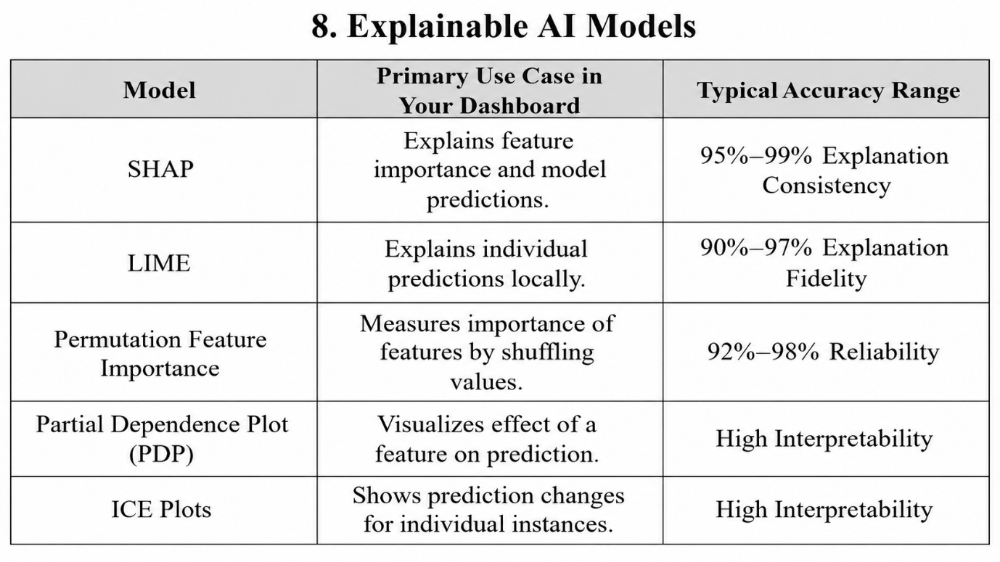 8. Explainable AI Models
Model
Primary Use Case in
Your Dashboard
Typical Accuracy Range
SHAP
Explains feature
importance and model
predictions.
95%–99% Explanation
Consistency
LIME
Explains individual
predictions locally.
90%–97% Explanation
Fidelity
Permutation Feature
Importance
Measures importance of
features by shuffling
values.
92%–98% Reliability
Partial Dependence Plot
(PDP)
Visualizes effect of a
feature on prediction.
High Interpretability
ICE Plots
Shows prediction changes
for individual instances.
High Interpretability